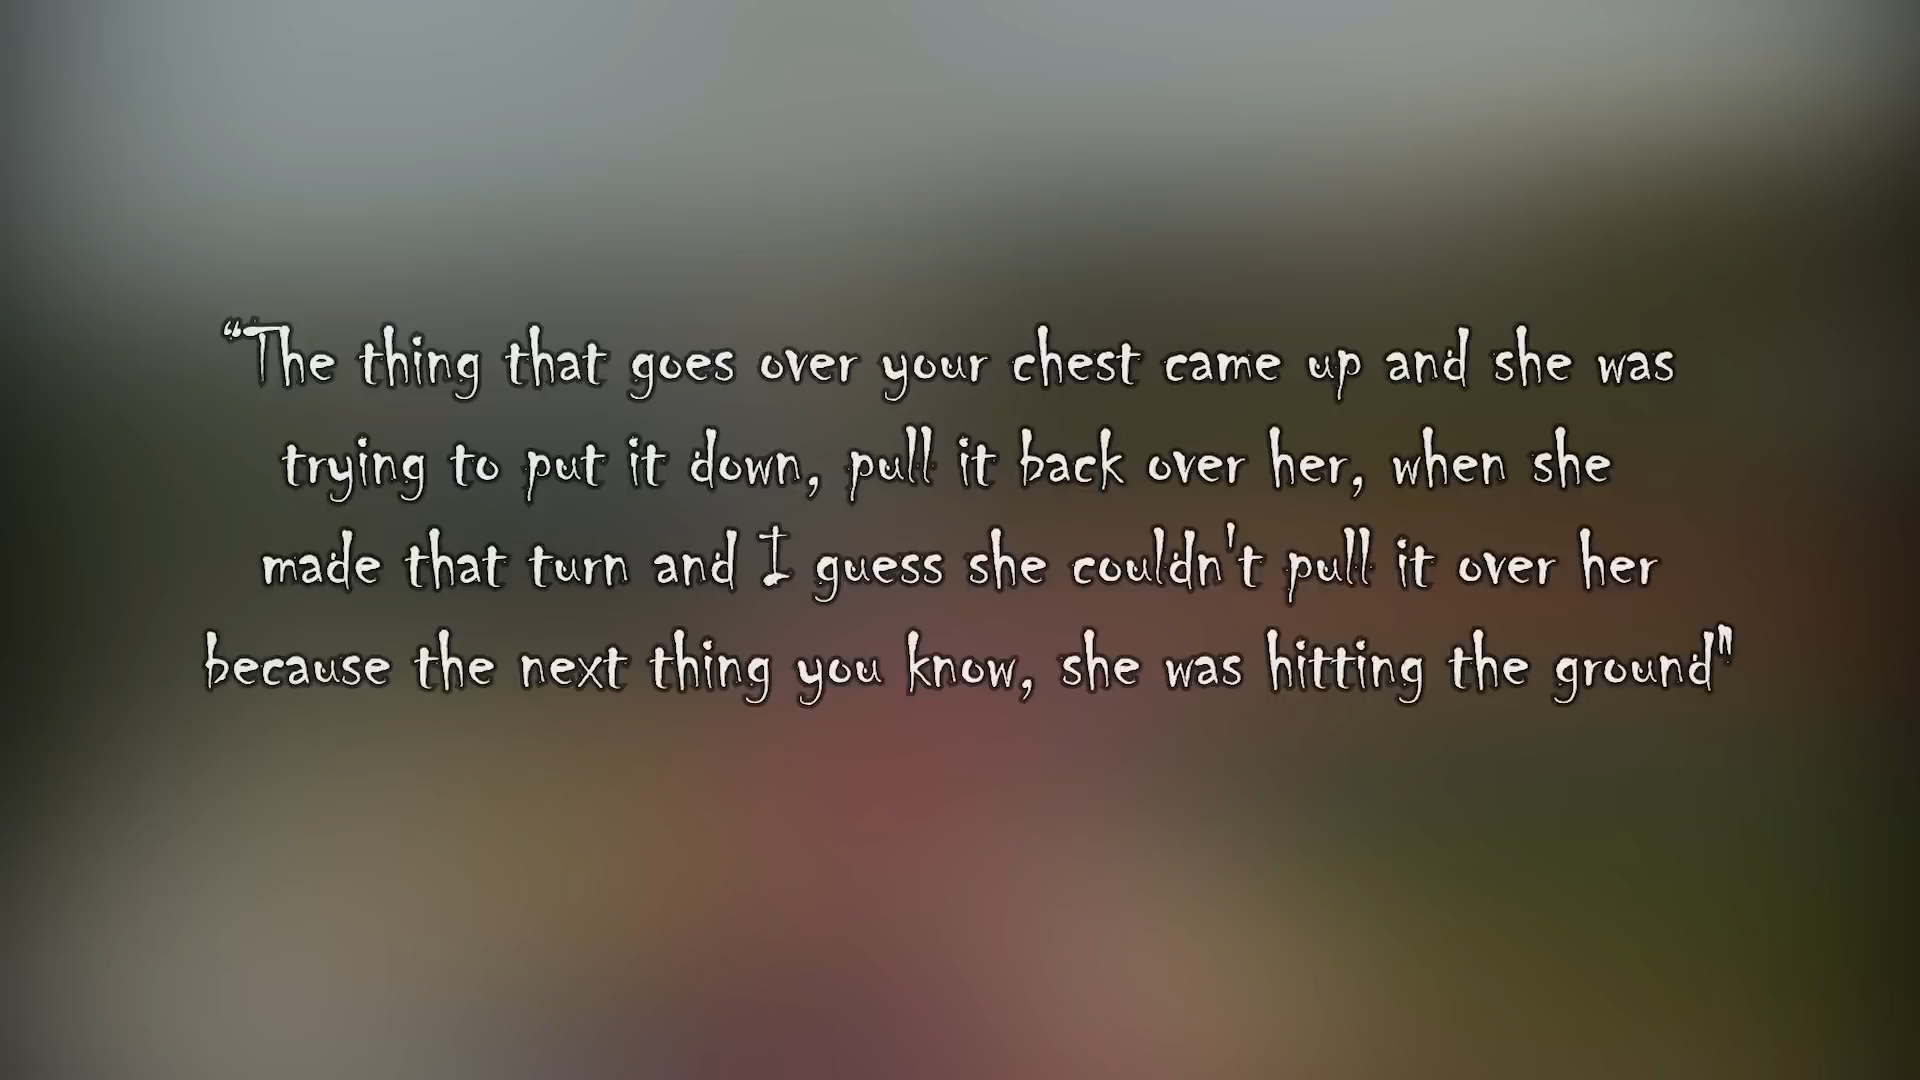 “The thing that goes over your chest came up and she was
trying to put it down, pull it back over her, when she
made that turn and I guess she couldn't pull it over her
because the next thing you know, she was hitting the ground"